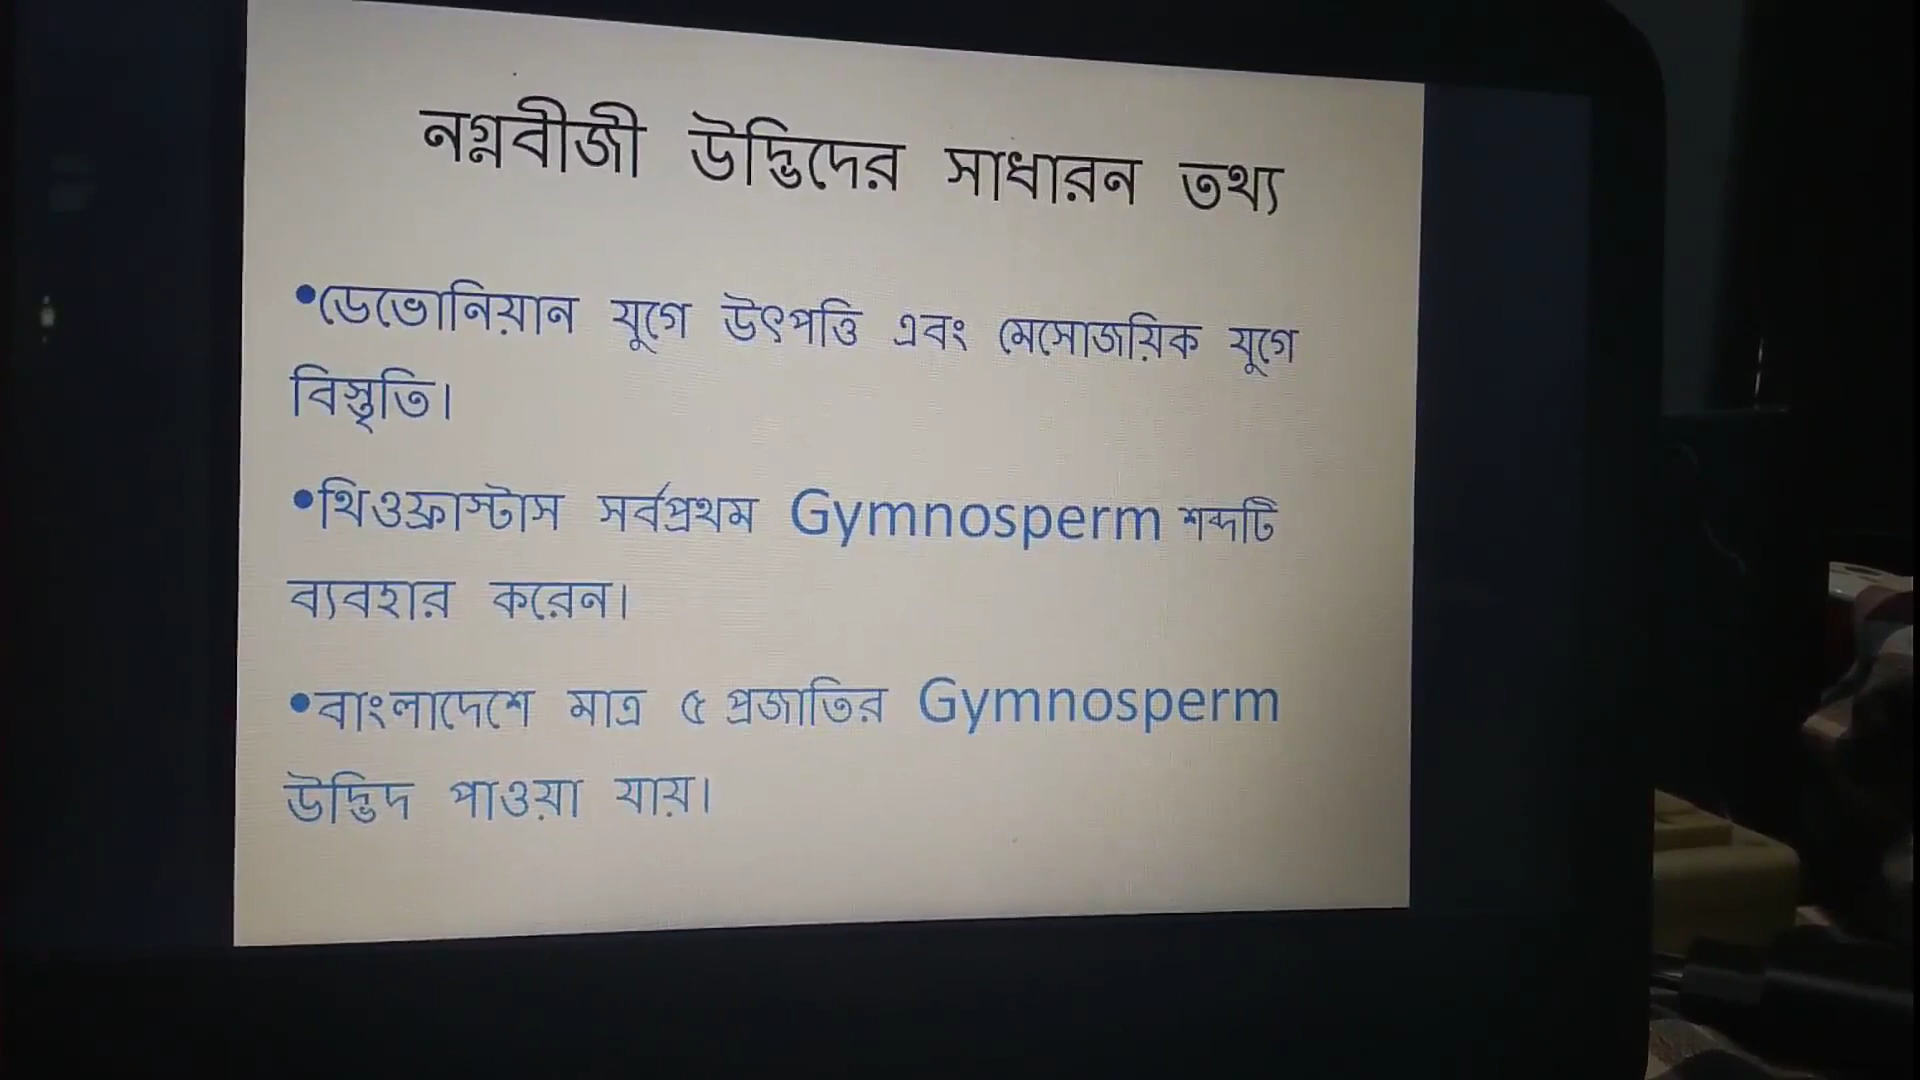 নগ্নবীজী উদ্ভিদের সাধারন তথ্য
•ডেভোনিয়ান যূগে উৎপত্তি এবং মেসোজয়িক যূগে
বিস্তৃতি।
•থিওফ্রাস্টাস সর্বপ্রথম Gymnosperm শব্দটি
ব্যবহার করেন।
•বাংলাদেশে মাত্র ৫ প্রজাতির Gymnosperm
উদ্ভিদ পাওয়া যায়।